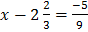 x − 2 2/3 = −5/9